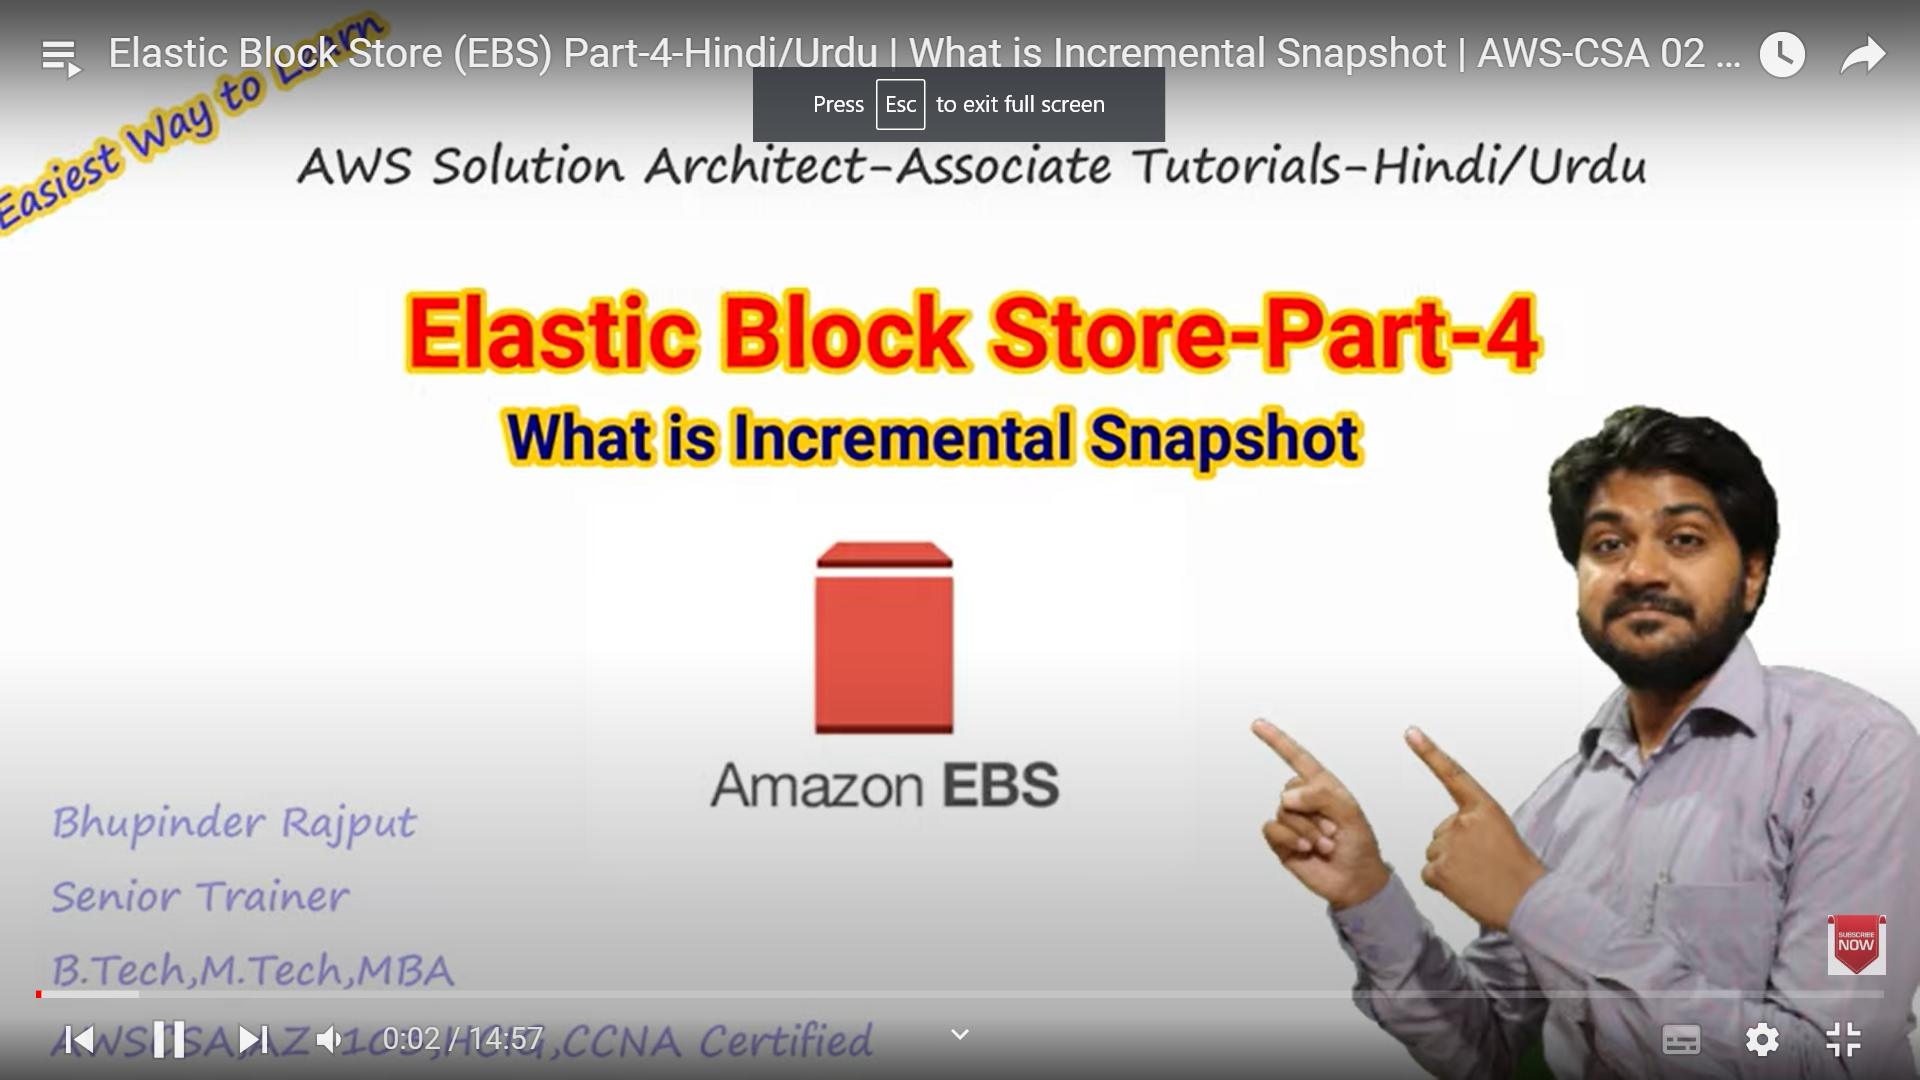 Elastic Block Store (EBS) Part-4-Hindi/Urdu | What is Incremental Snapshot | AWS-CSA 02 ...
Press Esc to exit full screen
Easiest Way to Learn
AWS Solution Architect-Associate Tutorials-Hindi/Urdu
Elastic Block Store-Part-4
What is Incremental Snapshot
Amazon EBS
Bhupinder Rajput
Senior Trainer
B.Tech,M.Tech,MBA
SUBSCRIBE
NOW
0:02 / 14:57
CCNA Certified